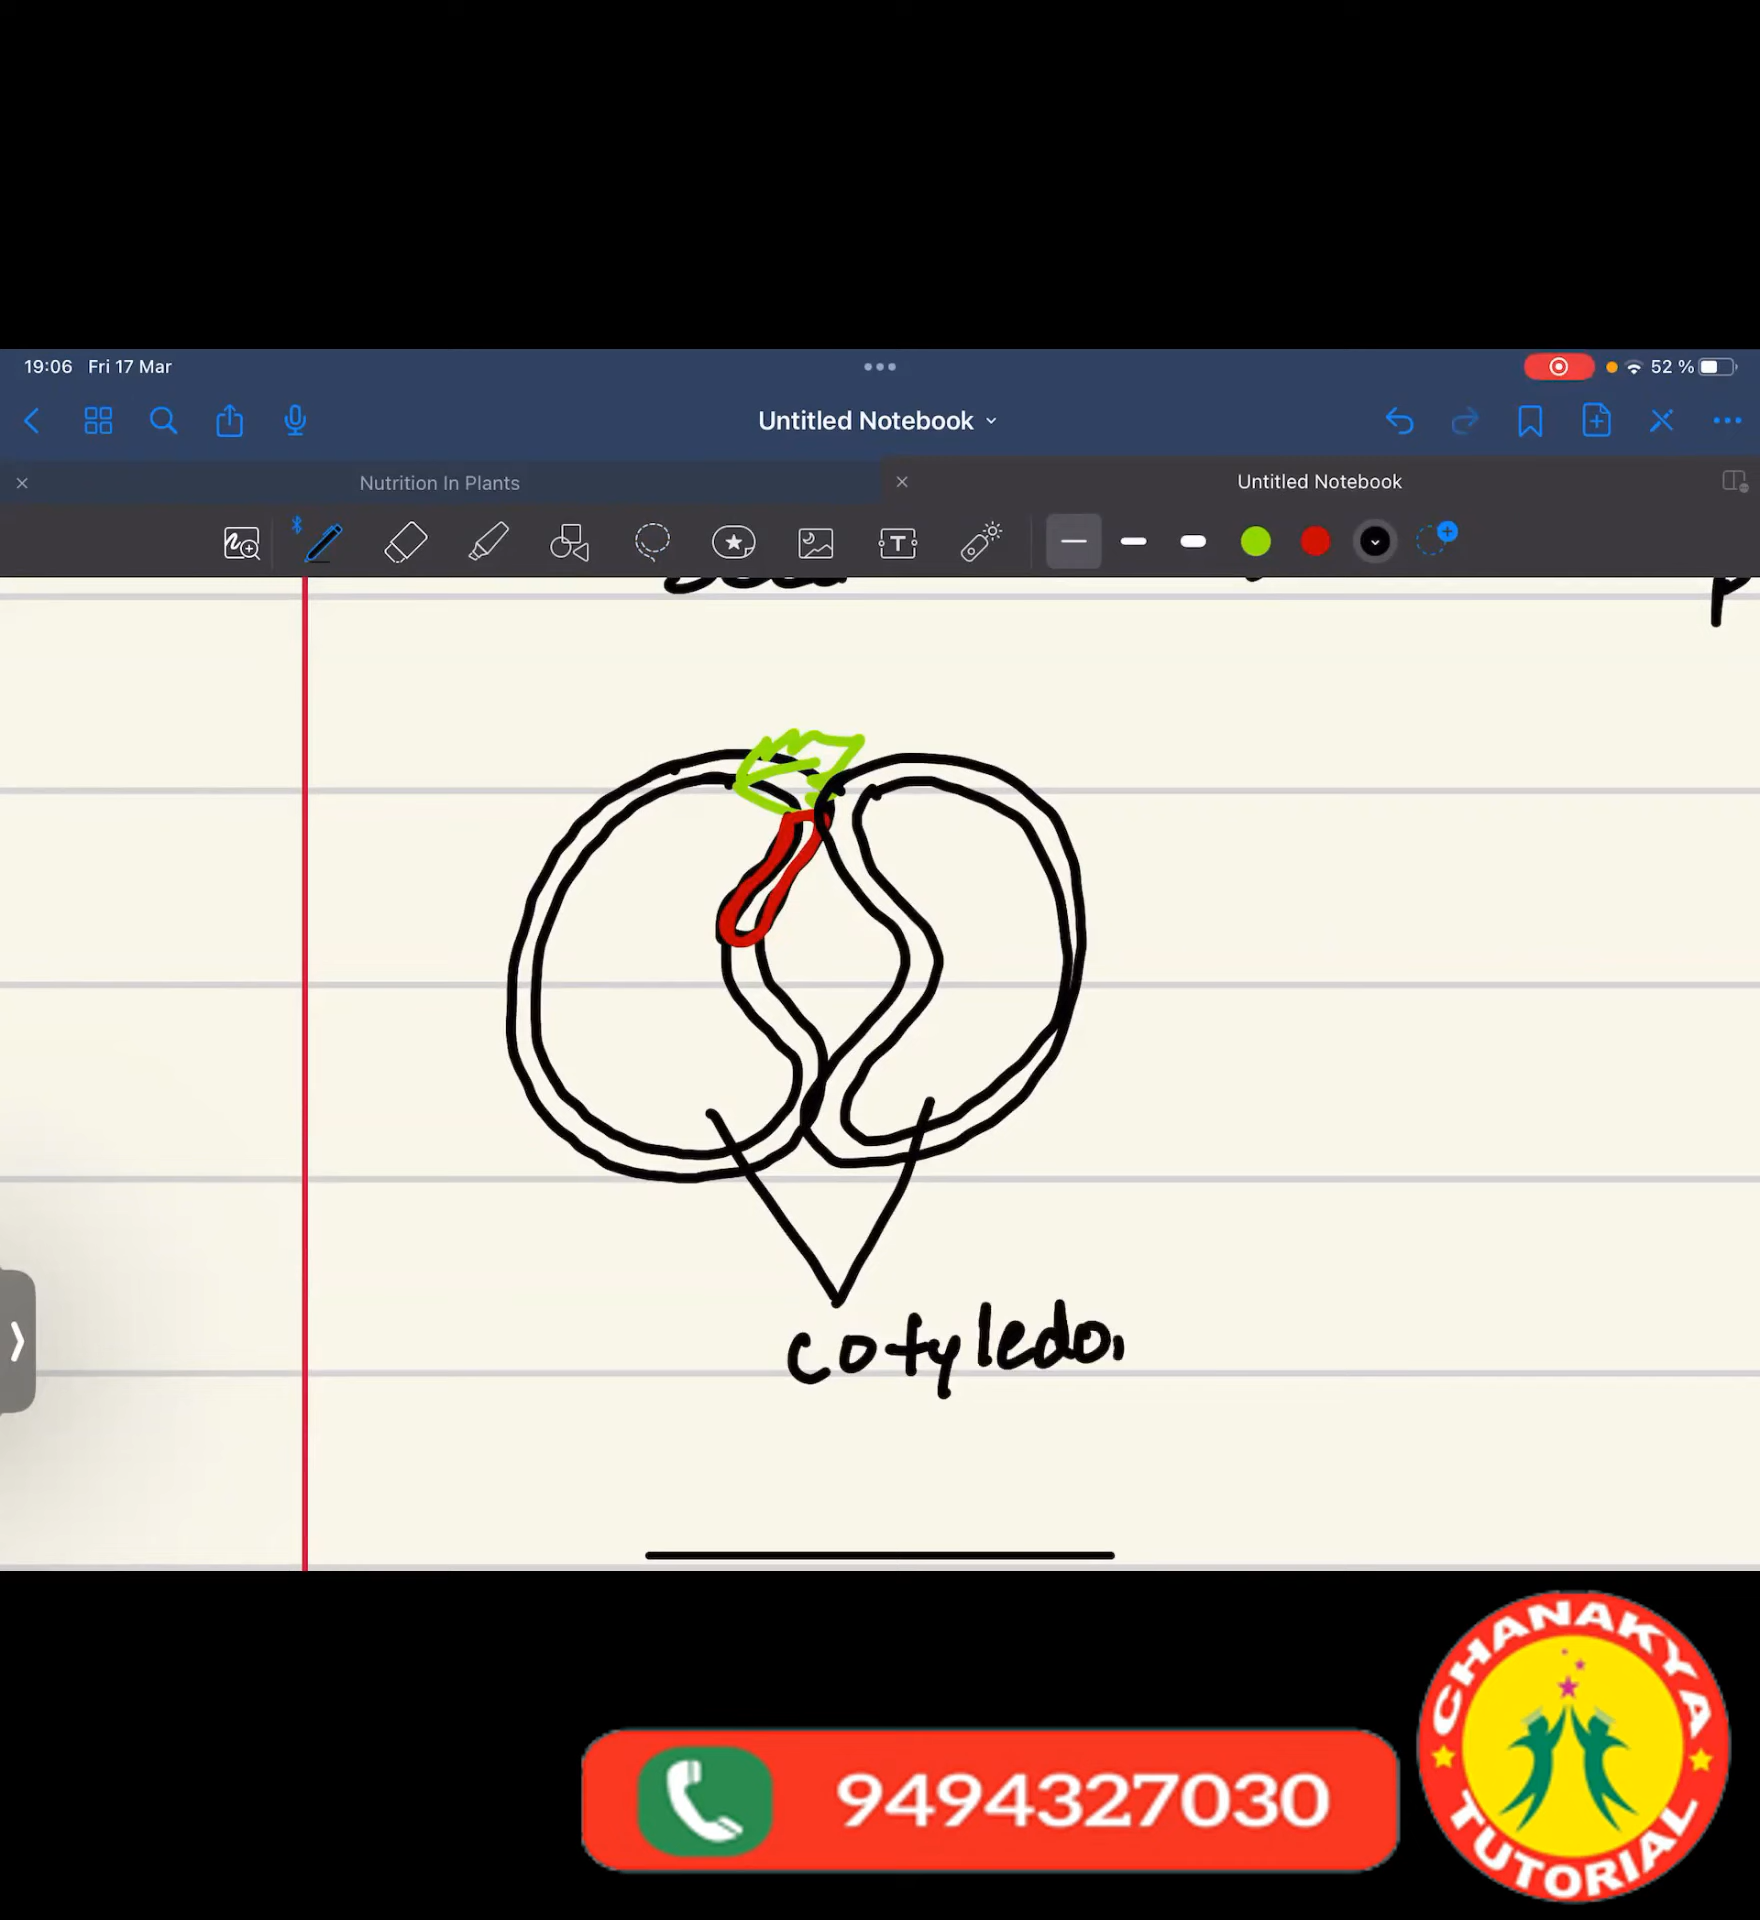 19:06 Fri 17 Mar
52 %
Untitled Notebook
Nutrition In Plants
Untitled Notebook
T
cotyledo
CHANAKYA
9494327030
TUTORIAL